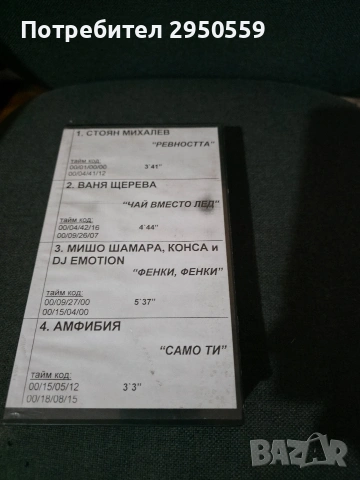 Потребител 2950559
1. СТОЯН МИХАЛЕВ
"РЕВНОСТТА"
тайм код:
00/01/00/00 3`41"
00/04/41/12
2. ВАНЯ ЩЕРЕВА
"ЧАЙ ВМЕСТО ЛЕД"
тайм код:
00/04/42/16 4`44"
00/09/26/07
3. МИШО ШАМАРА, КОНСА и
DJ EMOTION
"ФЕНКИ, ФЕНКИ"
тайм код:
00/09/27/00 5`37"
00/15/04/00
4. АМФИБИЯ
"САМО ТИ"
тайм код:
00/15/05/12 3`3"
00/18/08/15
BAZAR